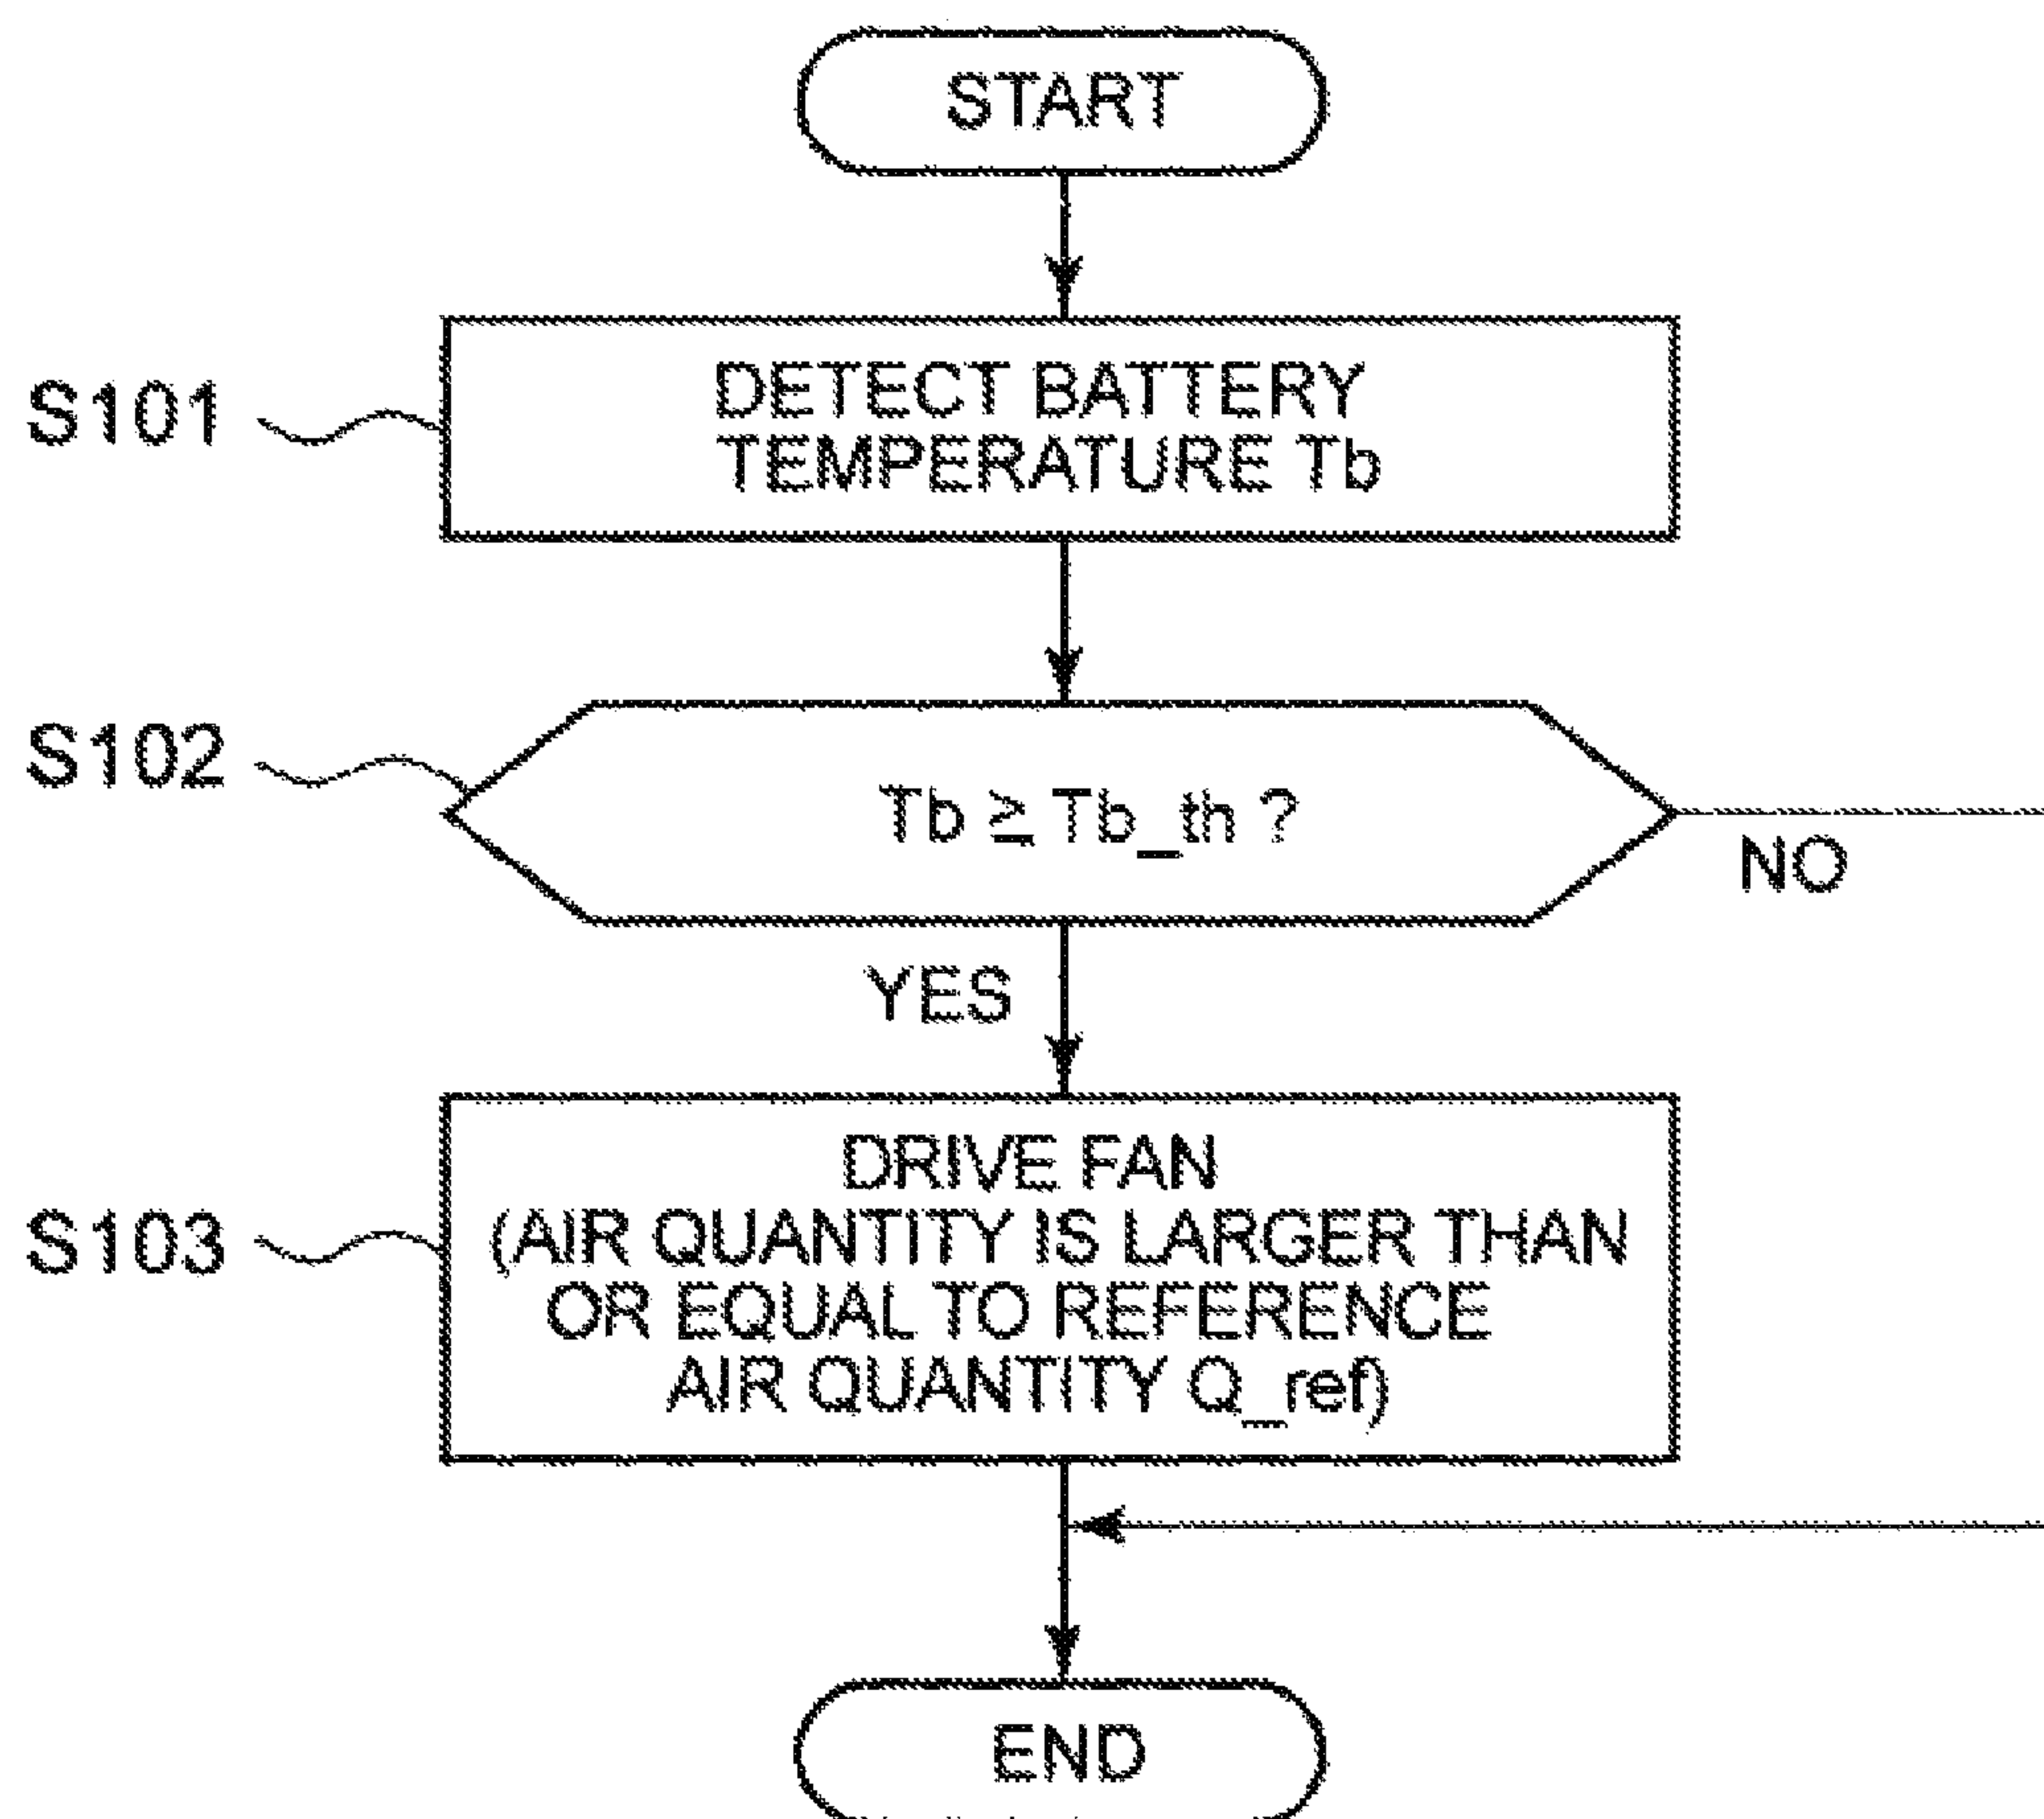 START
S101
DETECT BATTERY
TEMPERATURE Tb
S102
Tb ≥ Tb_th ?
NO
YES
S103
DRIVE FAN
(AIR QUANTITY IS LARGER THAN
OR EQUAL TO REFERENCE
AIR QUANTITY Q_ref)
END